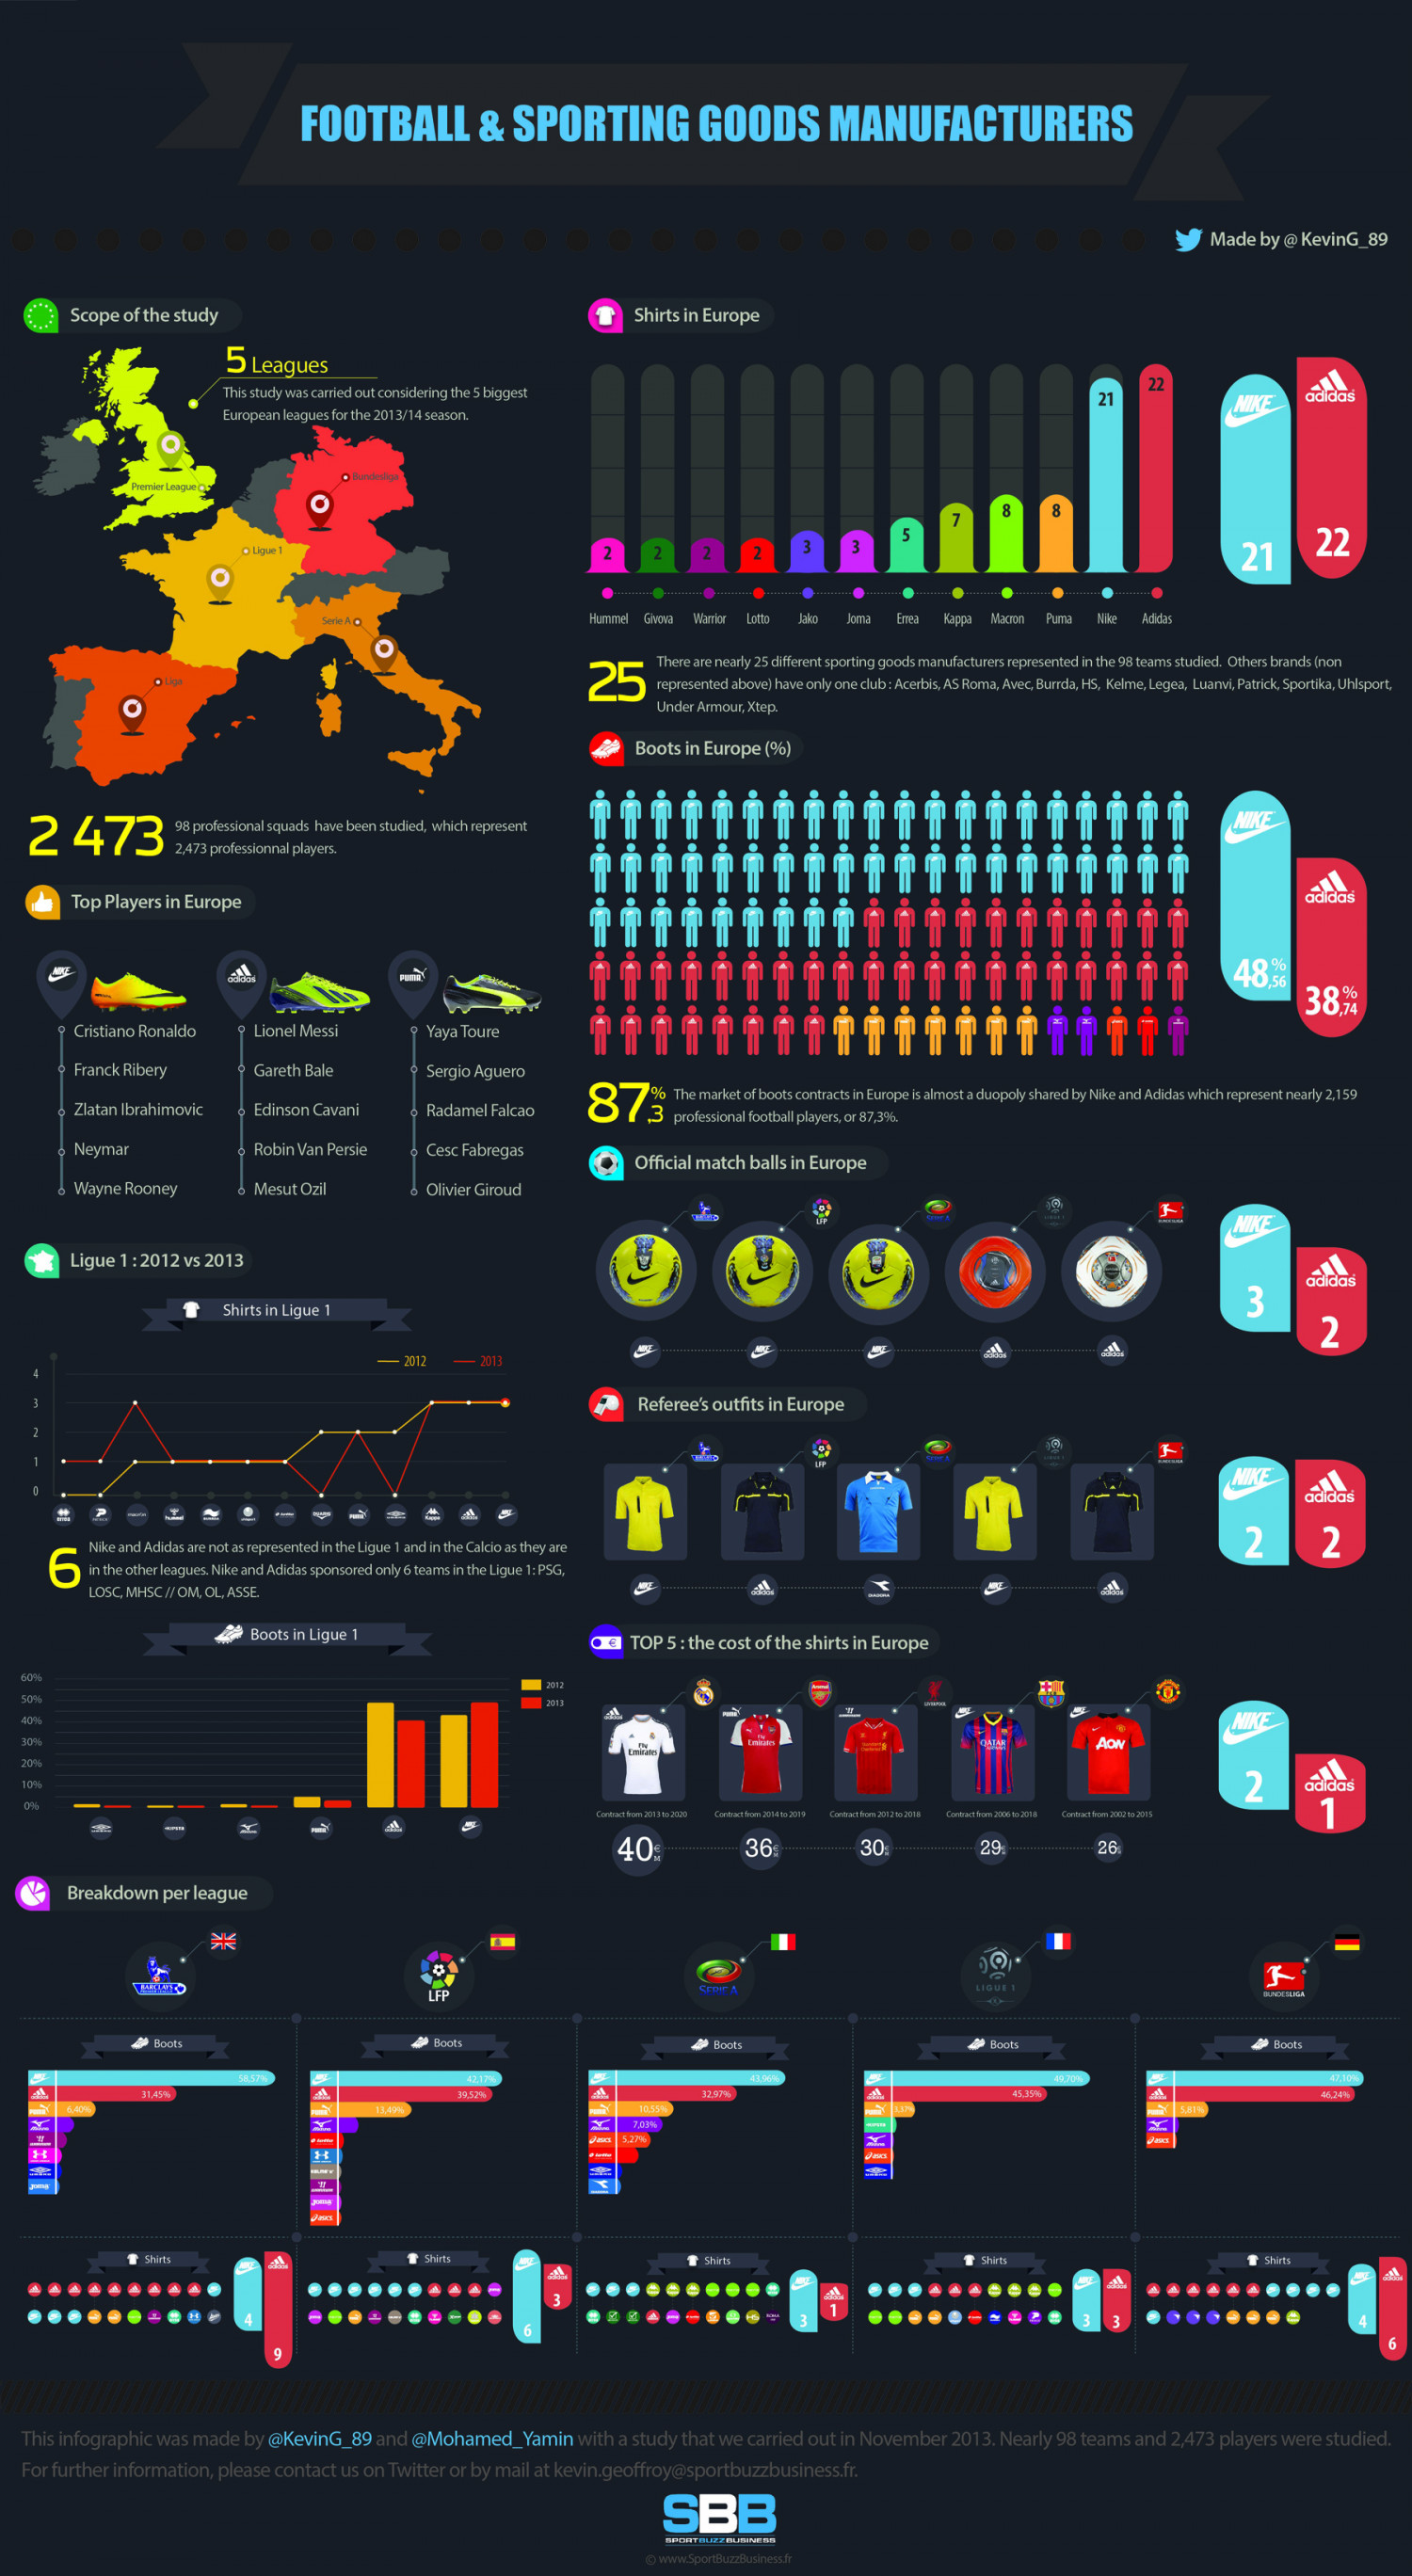 FOOTBALL & SPORTING GOODS MANUFACTURERS
Made by @ KevinG_89
Scope of the study
5 Leagues
This study was carried out considering the 5 biggest
European leagues for the 2013/14 season.
Bundesliga
Premier League
Ligue 1
Serie A
Liga
2 473
98 professional squads have been studied, which represent
2,473 professionnal players.
Top Players in Europe
NIKE
adidas
PUMA
Cristiano Ronaldo
Franck Ribery
Zlatan Ibrahimovic
Neymar
Wayne Rooney
Lionel Messi
Gareth Bale
Edinson Cavani
Robin Van Persie
Mesut Ozil
Yaya Toure
Sergio Aguero
Radamel Falcao
Cesc Fabregas
Olivier Giroud
Ligue 1 : 2012 vs 2013
Shirts in Ligue 1
2012
2013
4
3
2
1
0
6
Nike and Adidas are not as represented in the Ligue 1 and in the Calcio as they are
in the other leagues. Nike and Adidas sponsored only 6 teams in the Ligue 1: PSG,
LOSC, MHSC // OM, OL, ASSE.
Boots in Ligue 1
60%
50%
40%
30%
20%
10%
0%
2012
2013
Shirts in Europe
2
2
2
2
3
3
5
7
8
8
21
22
Hummel
Givova
Warrior
Lotto
Jako
Joma
Errea
Kappa
Macron
Puma
Nike
Adidas
NIKE
21
adidas
22
25
There are nearly 25 different sporting goods manufacturers represented in the 98 teams studied. Others brands (non
represented above) have only one club : Acerbis, AS Roma, Avec, Burrda, HS, Kelme, Legea, Luanvi, Patrick, Sportika, Uhlsport,
Under Armour, Xtep.
Boots in Europe (%)
NIKE
48,56 %
adidas
38,74 %
87,3 %
The market of boots contracts in Europe is almost a duopoly shared by Nike and Adidas which represent nearly 2,159
professional football players, or 87,3%.
Official match balls in Europe
LFP
NIKE
3
adidas
2
Referee's outfits in Europe
LFP
NIKE
2
adidas
2
TOP 5 : the cost of the shirts in Europe
Fly Emirates
Fly Emirates
QATAR
AON
Contract from 2013 to 2020
Contract from 2014 to 2019
Contract from 2012 to 2018
Contract from 2006 to 2018
Contract from 2002 to 2015
40 € M
36
30
29
26
NIKE
2
adidas
1
Breakdown per league
BARCLAYS
LFP
SERIE A
LIGUE 1
BUNDESLIGA
Boots
58,57%
31,45%
6,40%
Boots
42,17%
39,52%
13,49%
Boots
43,96%
32,97%
10,55%
7,03%
5,27%
Boots
49,70%
45,35%
3,37%
Boots
47,10%
46,24%
5,81%
Shirts
4
9
Shirts
6
3
Shirts
3
1
Shirts
3
3
Shirts
4
6
This infographic was made by @KevinG_89 and @Mohamed_Yamin with a study that we carried out in November 2013. Nearly 98 teams and 2,473 players were studied.
For further information, please contact us on Twitter or by mail at kevin.geoffroy@sportbuzzbusiness.fr.
SBB
SPORTBUZZBUSINESS
© www.SportBuzzBusiness.fr